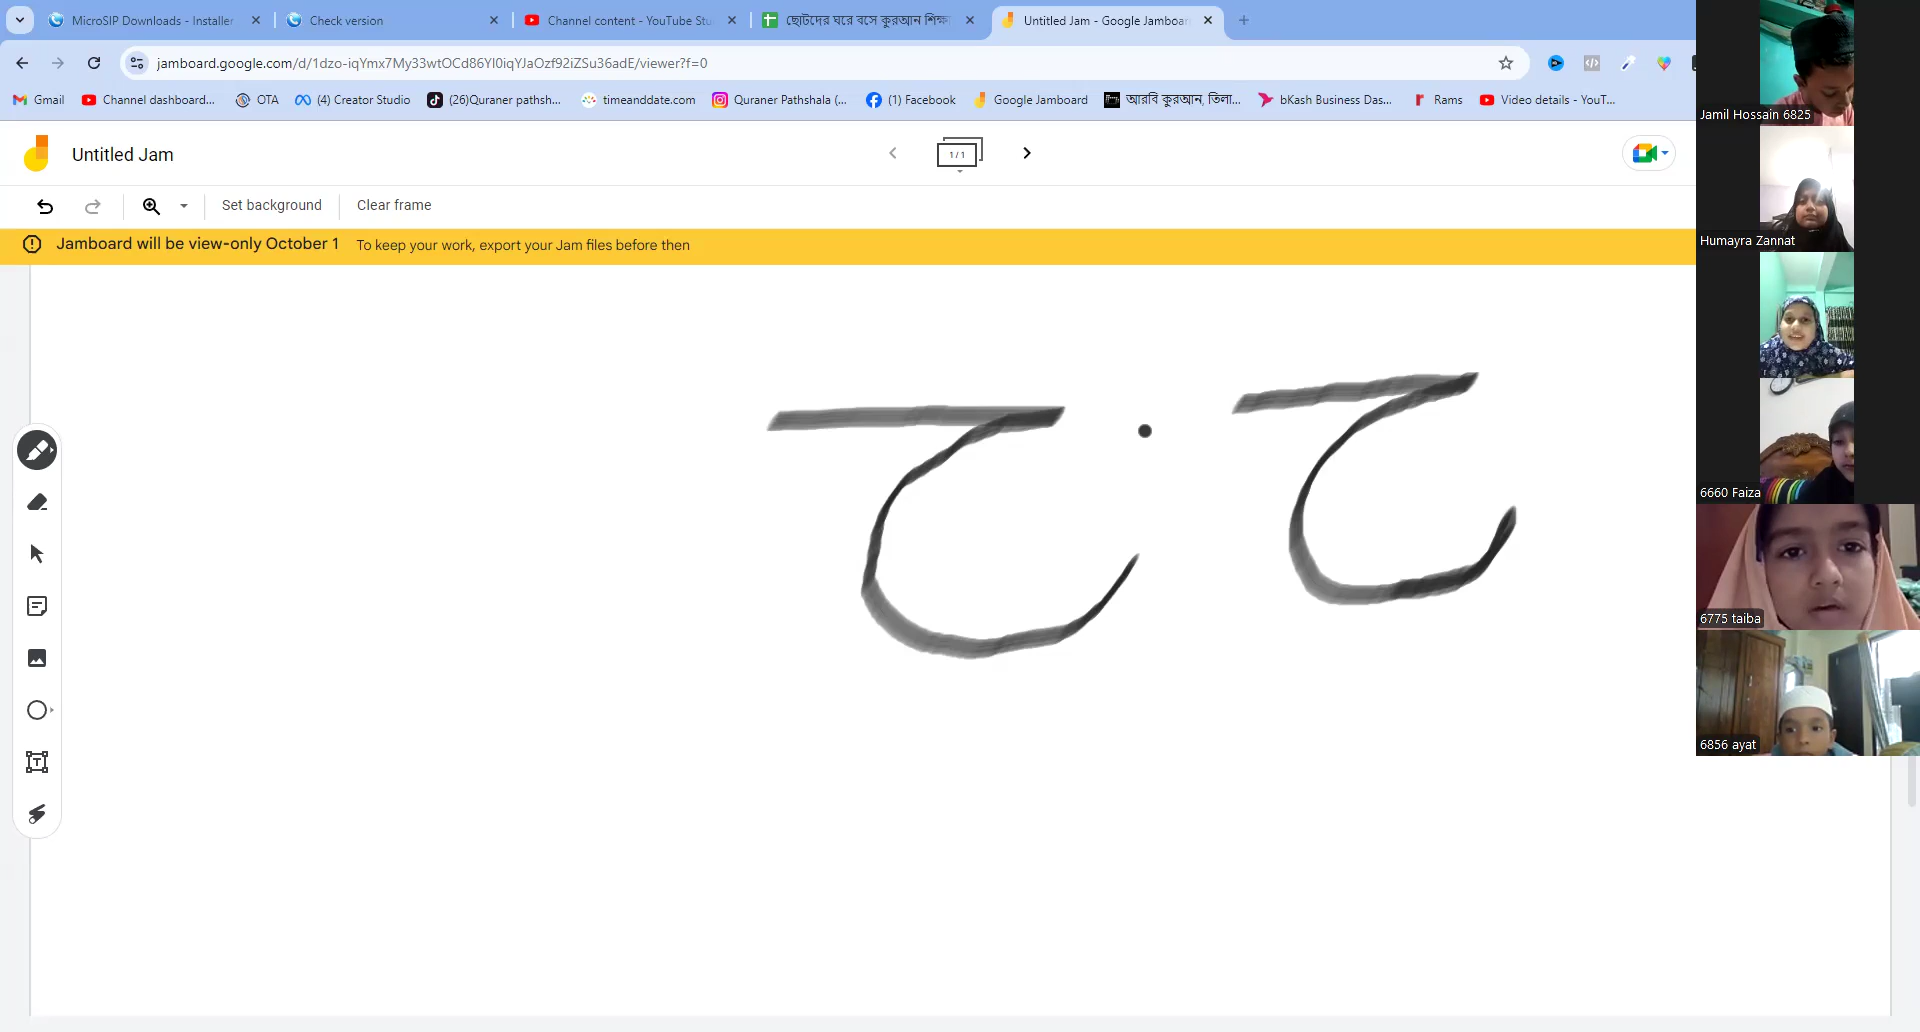 MicroSIP Downloads - Installer
Check version
Channel content - YouTube Stu
ছোটদের ঘরে বসে কুরআন শিক্ষ
Untitled Jam - Google Jamboar
jamboard.google.com/d/1dzo-iqYmx7My33wtOCd86Yl0iqYJaOzf92iZSu36adE/viewer?f=0
Gmail
Channel dashboard...
OTA
(4) Creator Studio
(26)Quraner pathsh...
timeanddate.com
Quraner Pathshala (...
(1) Facebook
Google Jamboard
আরবি কুরআন, তিলা...
bKash Business Das...
Rams
Video details - YouT...
Untitled Jam
1 / 1
Set background
Clear frame
Jamboard will be view-only October 1 To keep your work, export your Jam files before then
ح ح
Jamil Hossain 6825
Humayra Zannat
6660 Faiza
6775 taiba
6856 ayat